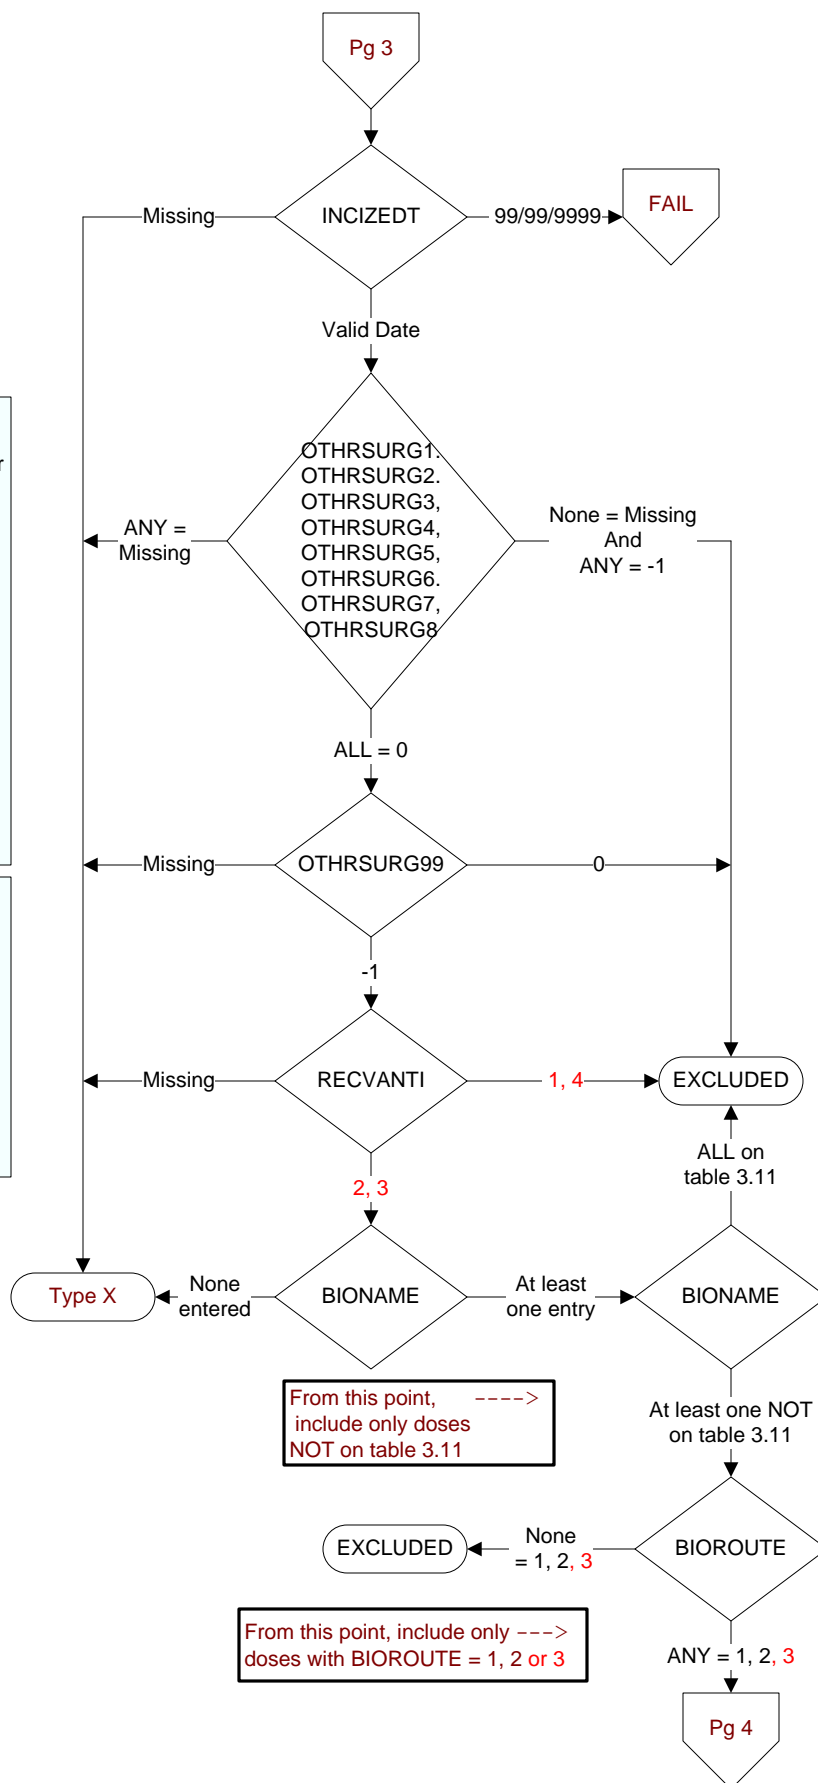 Pg 3
INCIZEDT
Missing
99/99/9999
FAIL
Valid Date
r
OTHRSURG1.
OTHRSURG2.
OTHRSURG3,
OTHRSURG4,
OTHRSURG5,
OTHRSURG6.
OTHRSURG7,
OTHRSURG8
ANY =
Missing
None = Missing
And
ANY = -1
ALL = 0
Missing
OTHRSURG99
0
-1
Missing
RECVANTI
1, 4
EXCLUDED
2, 3
ALL on
table 3.11
Type X
None
entered
BIONAME
At least
one entry
BIONAME
From this point, ---->
include only doses
NOT on table 3.11
At least one NOT
on table 3.11
EXCLUDED
None
= 1, 2, 3
BIOROUTE
From this point, include only --->
doses with BIOROUTE = 1, 2 or 3
ANY = 1, 2, 3
Pg 4